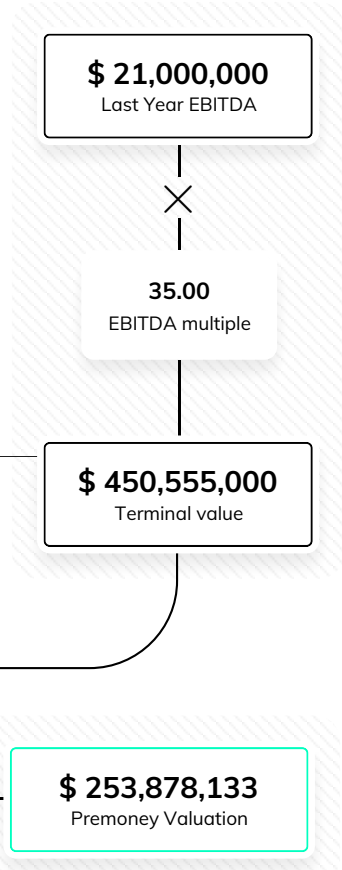 $ 21,000,000
Last Year EBITDA
35.00
EBITDA multiple
$ 450,555,000
Terminal value
$ 253,878,133
Premoney Valuation